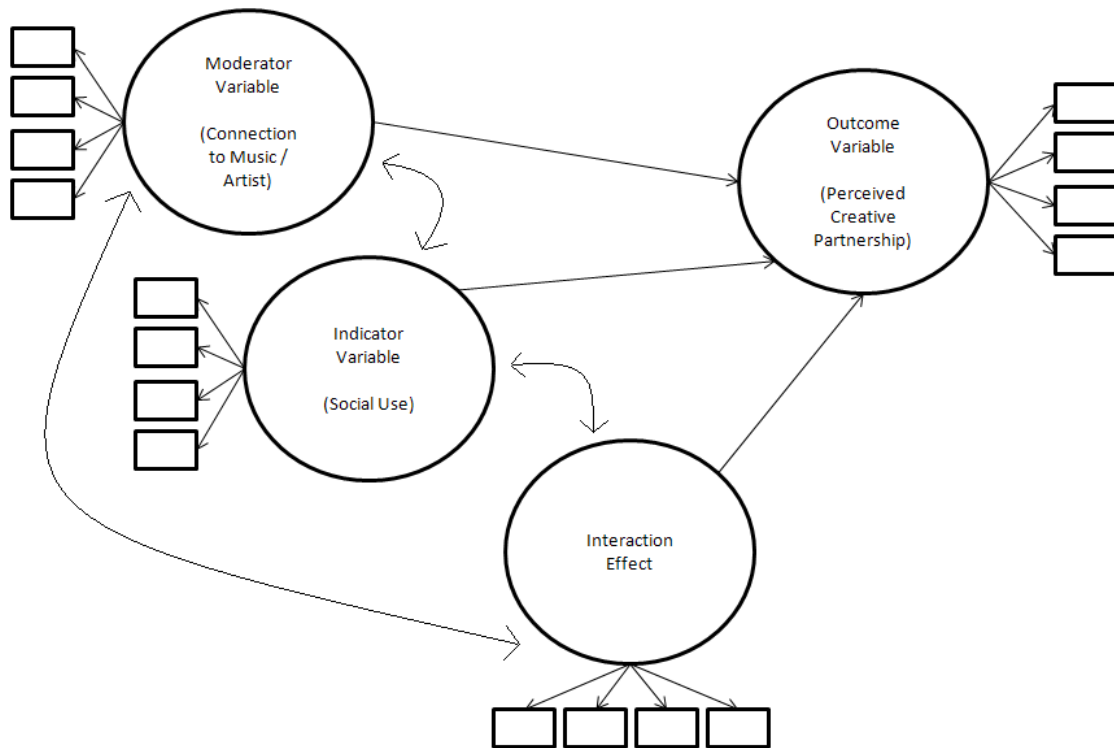 Moderator
Variable
(Connection
to Music /
Artist)
Outcome
Variable
(Perceived
Creative
Partnership)
Indicator
Variable
(Social Use)
Interaction
Effect